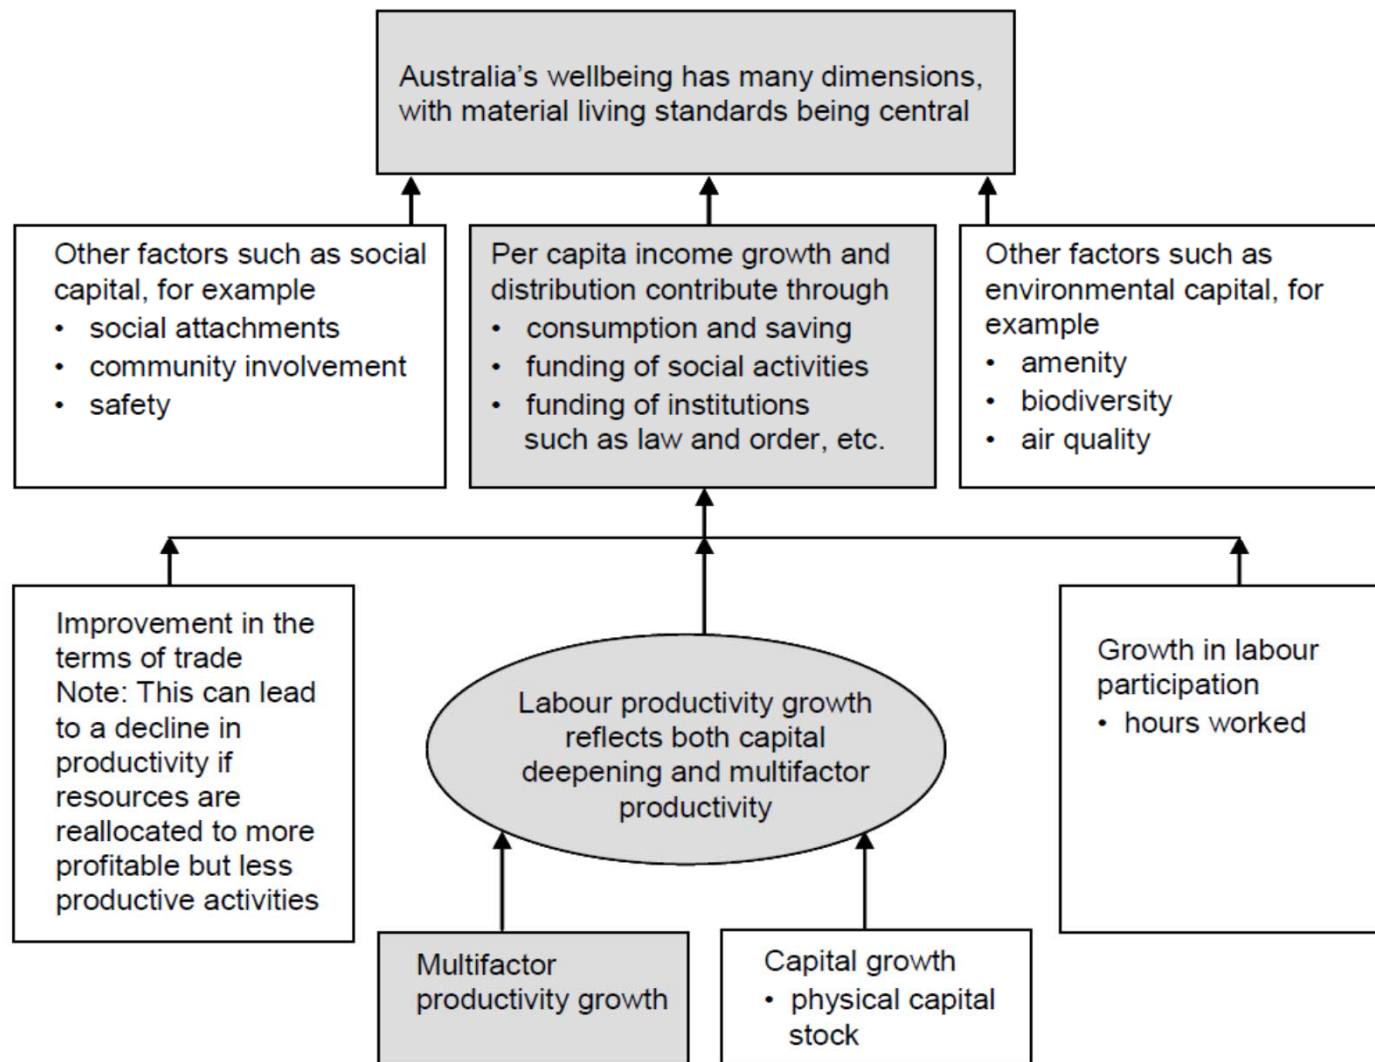 Australia's wellbeing has many dimensions,
with material living standards being central
Other factors such as social
capital, for example
• social attachments
• community involvement
• safety
Per capita income growth and
distribution contribute through
• consumption and saving
• funding of social activities
• funding of institutions
such as law and order, etc.
Other factors such as
environmental capital, for
example
• amenity
• biodiversity
• air quality
Improvement in the
terms of trade
Note: This can lead
to a decline in
productivity if
resources are
reallocated to more
profitable but less
productive activities
Labour productivity growth
reflects both capital
deepening and multifactor
productivity
Growth in labour
participation
• hours worked
Multifactor
productivity growth
Capital growth
• physical capital
stock